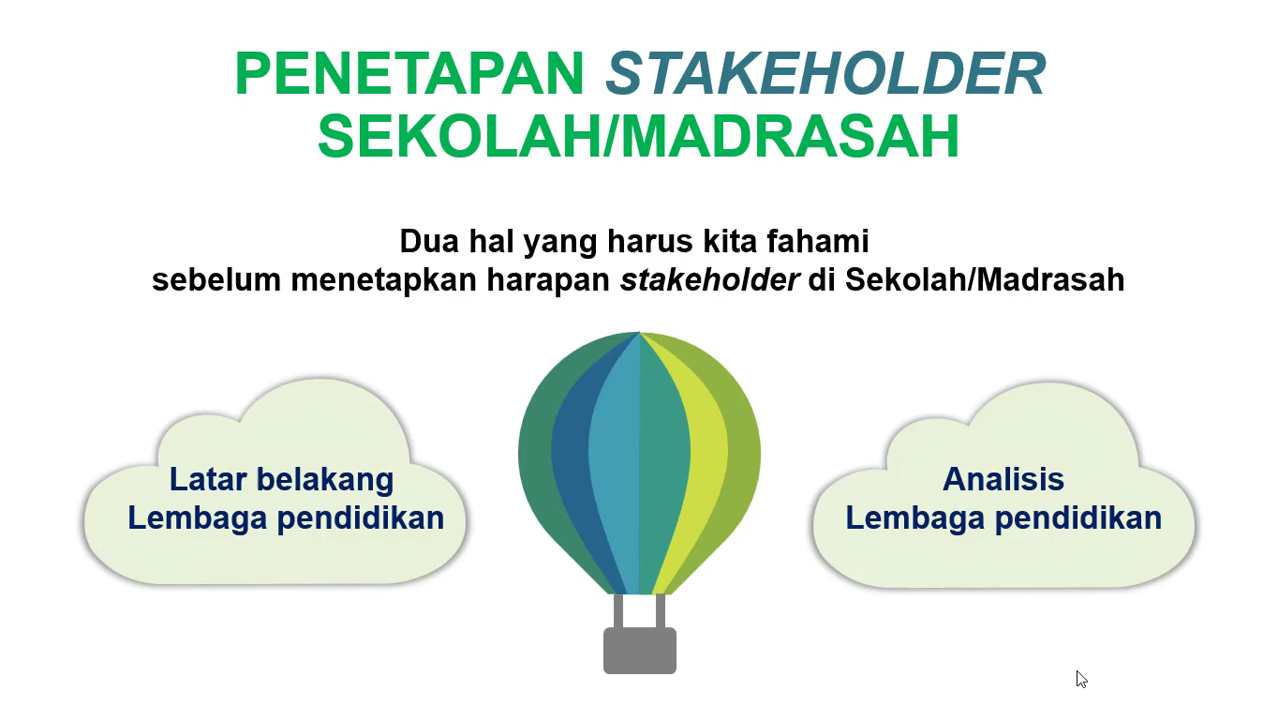 PENETAPAN STAKEHOLDER
SEKOLAH/MADRASAH
Dua hal yang harus kita fahami
sebelum menetapkan harapan stakeholder di Sekolah/Madrasah
Latar belakang
Lembaga pendidikan
Analisis
Lembaga pendidikan